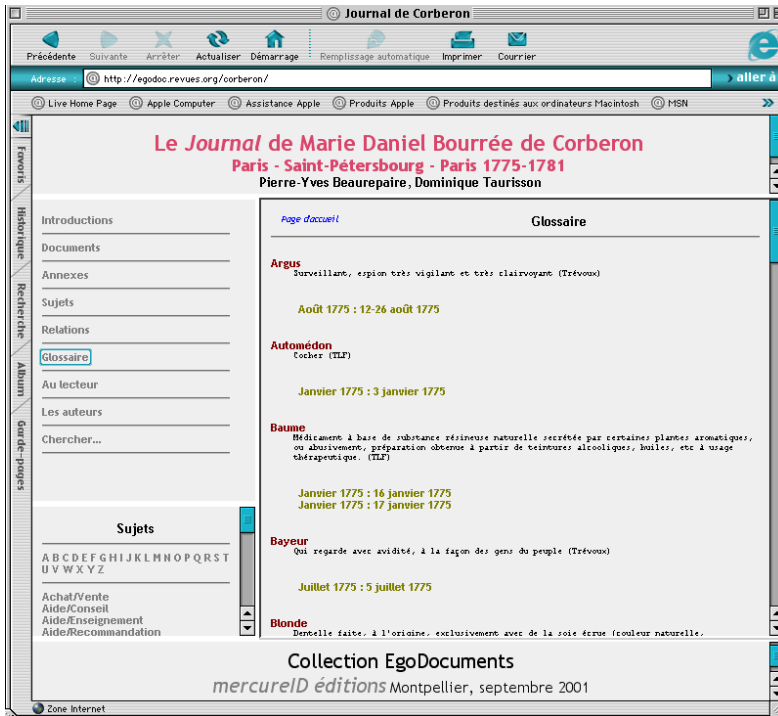 Journal de Corberon
Précédente Suivante Arrêter Actualiser Démarrage Remplissage automatique Imprimer Courrier
Adresse : http://egodoc.revues.org/corberon/ aller à
Live Home Page Apple Computer Assistance Apple Produits Apple Produits destinés aux ordinateurs Macintosh MSN
Favoris
Historique
Recherche
Album
Garde-pages
Le Journal de Marie Daniel Bourrée de Corberon
Paris - Saint-Pétersbourg - Paris 1775-1781
Pierre-Yves Beaurepaire, Dominique Taurisson
Introductions
Documents
Annexes
Sujets
Relations
Glossaire
Au lecteur
Les auteurs
Chercher...
Sujets
A B C D E F G H I J K L M N O P Q R S T
U V W X Y Z
Achat/Vente
Aide/Conseil
Aide/Enseignement
Aide/Recommandation
Page d'accueil Glossaire
Argus
Surveillant, espion très vigilant et très clairvoyant (Trévoux)
Août 1775 : 12-26 août 1775
Automédon
Cocher (TLF)
Janvier 1775 : 3 janvier 1775
Baume
Médicament à base de substance résineuse naturelle secrétée par certaines plantes aromatiques,
ou abusivement, préparation obtenue à partir de teintures alcooliques, huiles, etc à usage
thérapeutique. (TLF)
Janvier 1775 : 16 janvier 1775
Janvier 1775 : 17 janvier 1775
Bayeur
Qui regarde avec avidité, à la façon des gens du peuple (Trévoux)
Juillet 1775 : 5 juillet 1775
Blonde
Dentelle faite, à l'origine, exclusivement avec de la soie écrue (couleur naturelle,
Collection EgoDocuments
mercureID éditions Montpellier, septembre 2001
Zone Internet